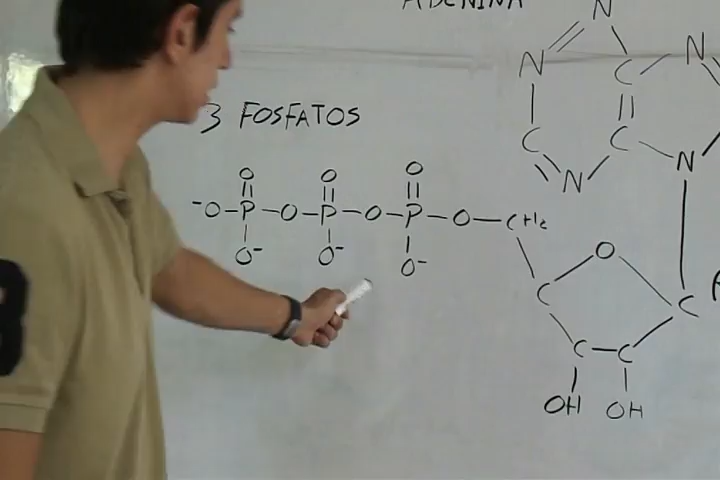 ADENINA
N
N N
C
3 FOSFATOS
C C
N N
O O O
⁻O–P–O–P–O–P–O–CH₂
O⁻ O⁻ O⁻
O
C C
C–C
OH OH